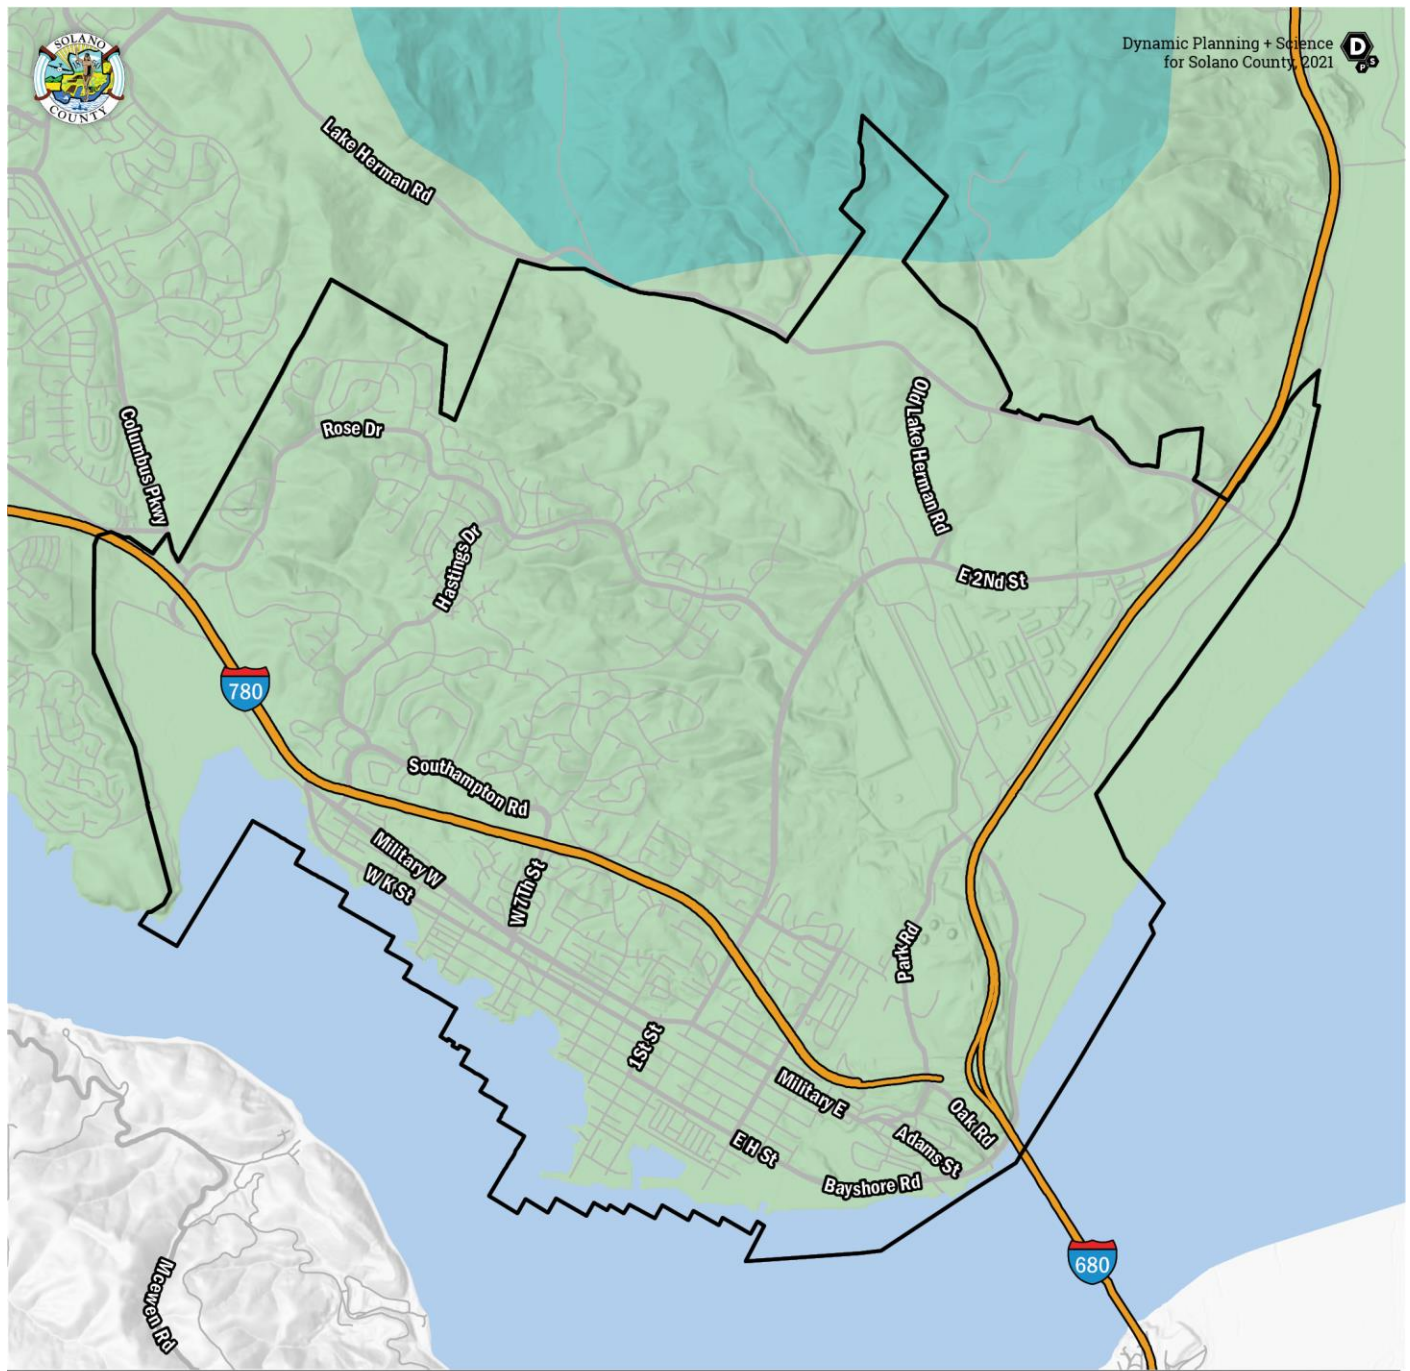 SOLANO
COUNTY
Dynamic Planning + Science
for Solano County, 2021
D
P
S
Lake Herman Rd
Columbus Pkwy
Rose Dr
Old Lake Herman Rd
Hastings Dr
E 2Nd St
780
Southampton Rd
Military W
W K St
W 7Th St
Park Rd
1St St
Military E
Oak Rd
Adams St
E H St
Bayshore Rd
680
Mcewen Rd